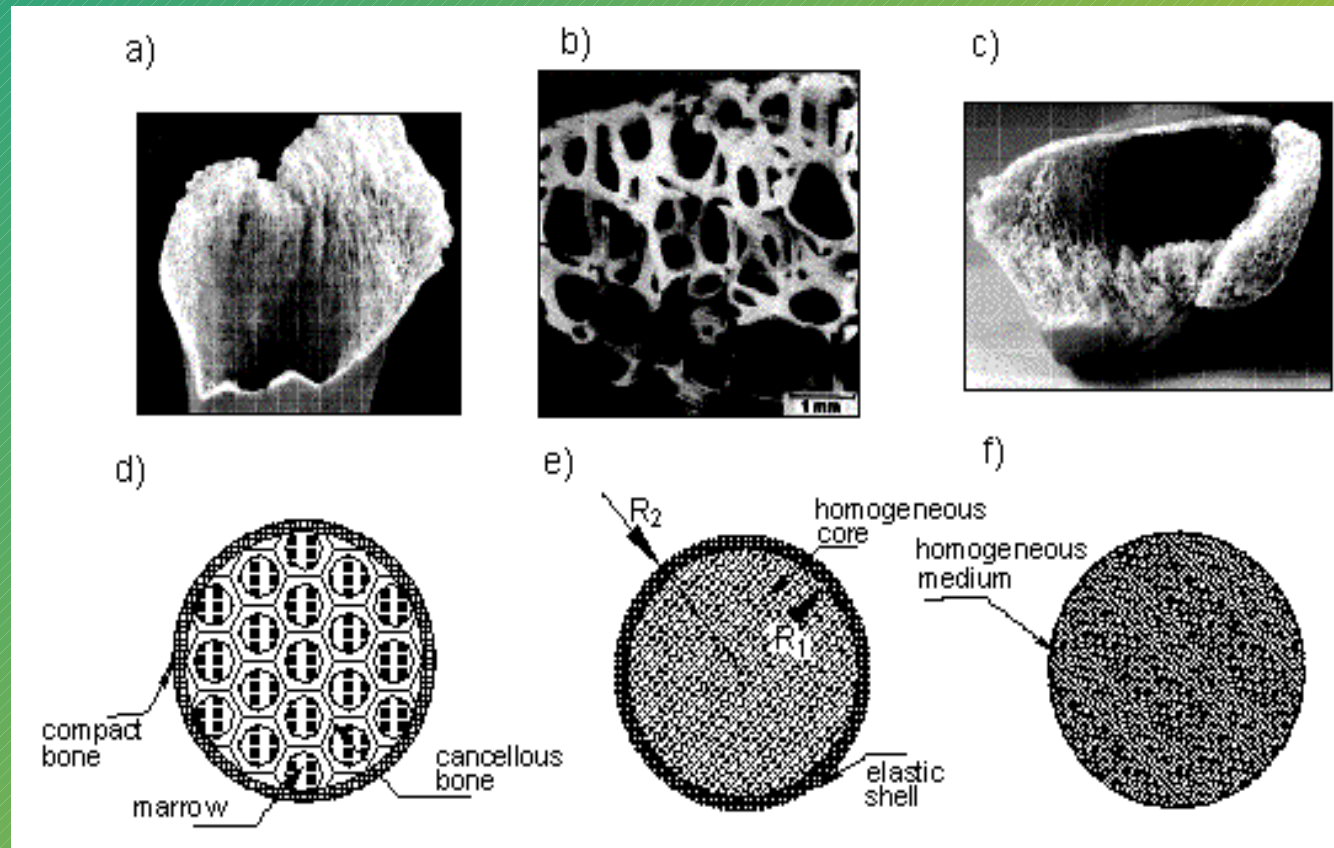 a)
b)
c)
1 mm
d)
e)
f)
R2
homogeneous
core
homogeneous
medium
R1
compact
bone
cancellous
bone
marrow
elastic
shell